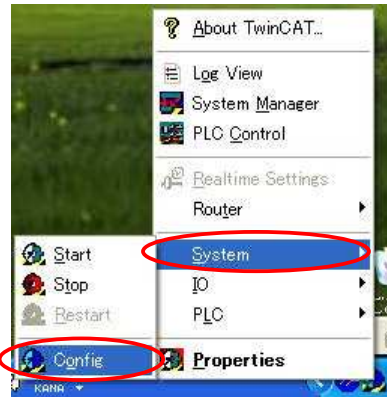 About TwinCAT...
Log View
System Manager
PLC Control
Realtime Settings
Router
System
IO
PLC
Properties
Start
Stop
Restart
Config
KANA